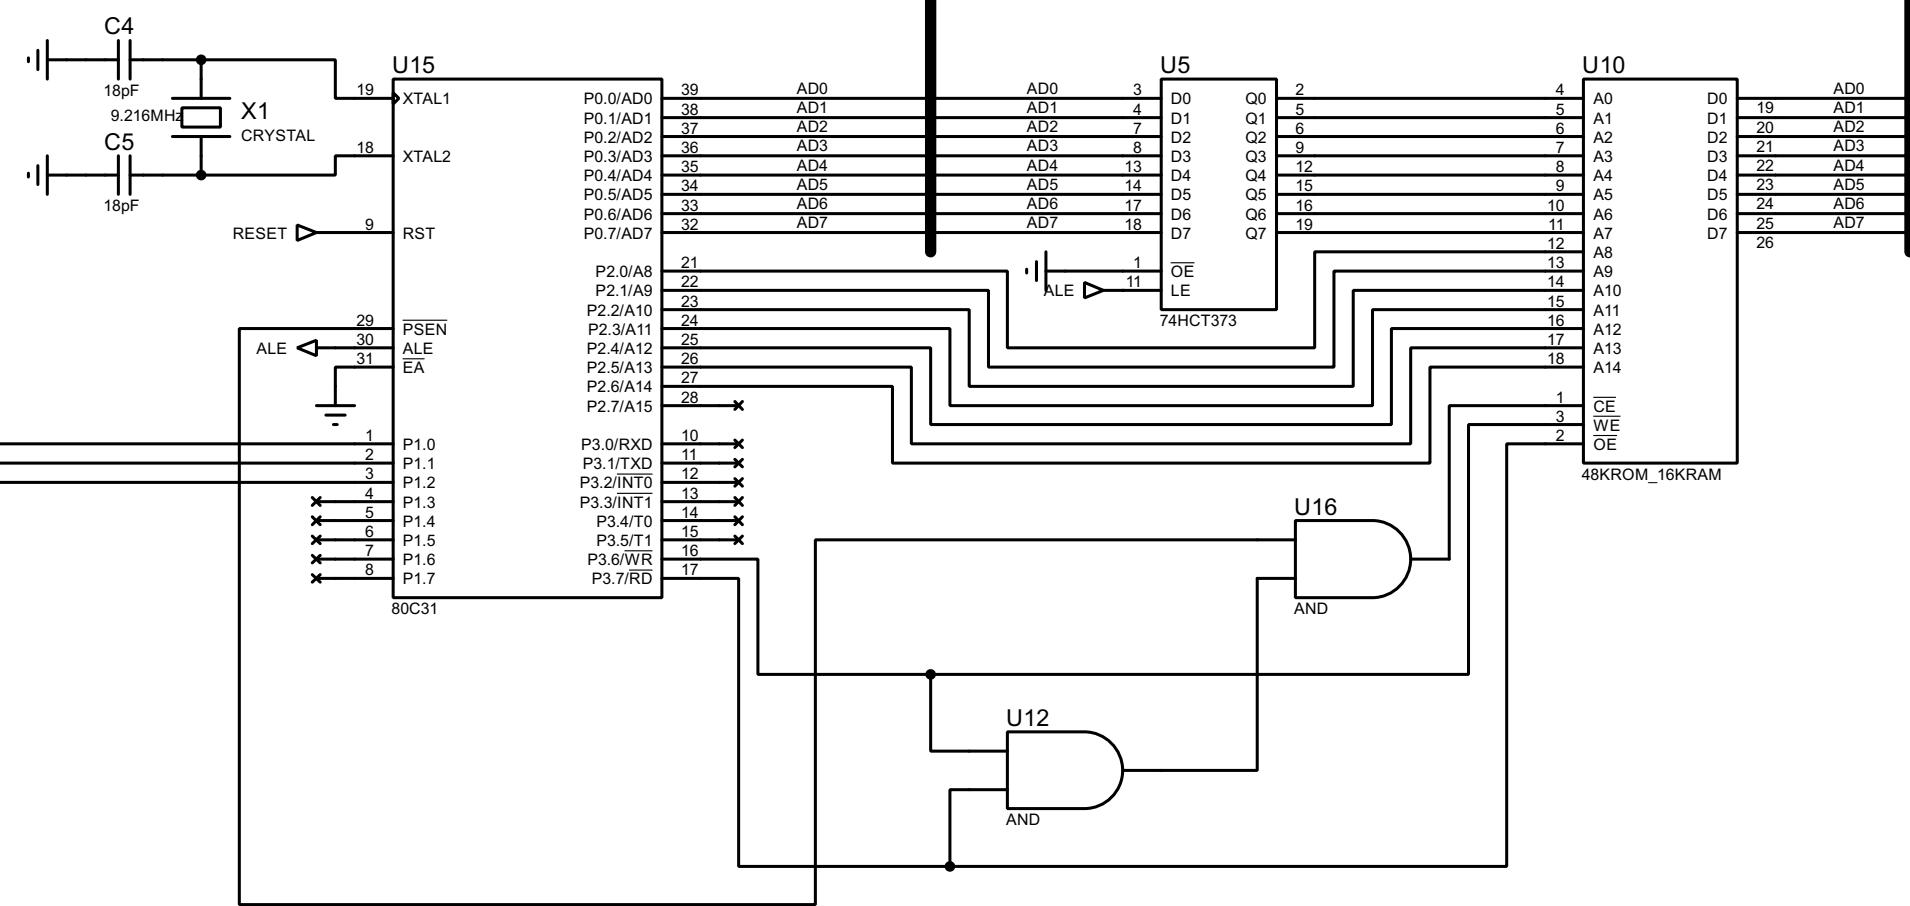 C4
18pF
9.216MHz
X1
CRYSTAL
C5
18pF
RESET
ALE
U15
19 XTAL1
18 XTAL2
9 RST
29 PSEN
30 ALE
31 EA
1 P1.0
2 P1.1
3 P1.2
4 P1.3
5 P1.4
6 P1.5
7 P1.6
8 P1.7
P0.0/AD0 39 AD0
P0.1/AD1 38 AD1
P0.2/AD2 37 AD2
P0.3/AD3 36 AD3
P0.4/AD4 35 AD4
P0.5/AD5 34 AD5
P0.6/AD6 33 AD6
P0.7/AD7 32 AD7
P2.0/A8 21
P2.1/A9 22
P2.2/A10 23
P2.3/A11 24
P2.4/A12 25
P2.5/A13 26
P2.6/A14 27
P2.7/A15 28
P3.0/RXD 10
P3.1/TXD 11
P3.2/INT0 12
P3.3/INT1 13
P3.4/T0 14
P3.5/T1 15
P3.6/WR 16
P3.7/RD 17
80C31
U5
AD0 3 D0 Q0 2
AD1 4 D1 Q1 5
AD2 7 D2 Q2 6
AD3 8 D3 Q3 9
AD4 13 D4 Q4 12
AD5 14 D5 Q5 15
AD6 17 D6 Q6 16
AD7 18 D7 Q7 19
1 OE
ALE 11 LE
74HCT373
U10
4 A0 D0 AD0
5 A1 D1 19 AD1
6 A2 D2 20 AD2
7 A3 D3 21 AD3
8 A4 D4 22 AD4
9 A5 D5 23 AD5
10 A6 D6 24 AD6
11 A7 D7 25 AD7
12 A8 26
13 A9
14 A10
15 A11
16 A12
17 A13
18 A14
1 CE
3 WE
2 OE
48KROM_16KRAM
U16
AND
U12
AND